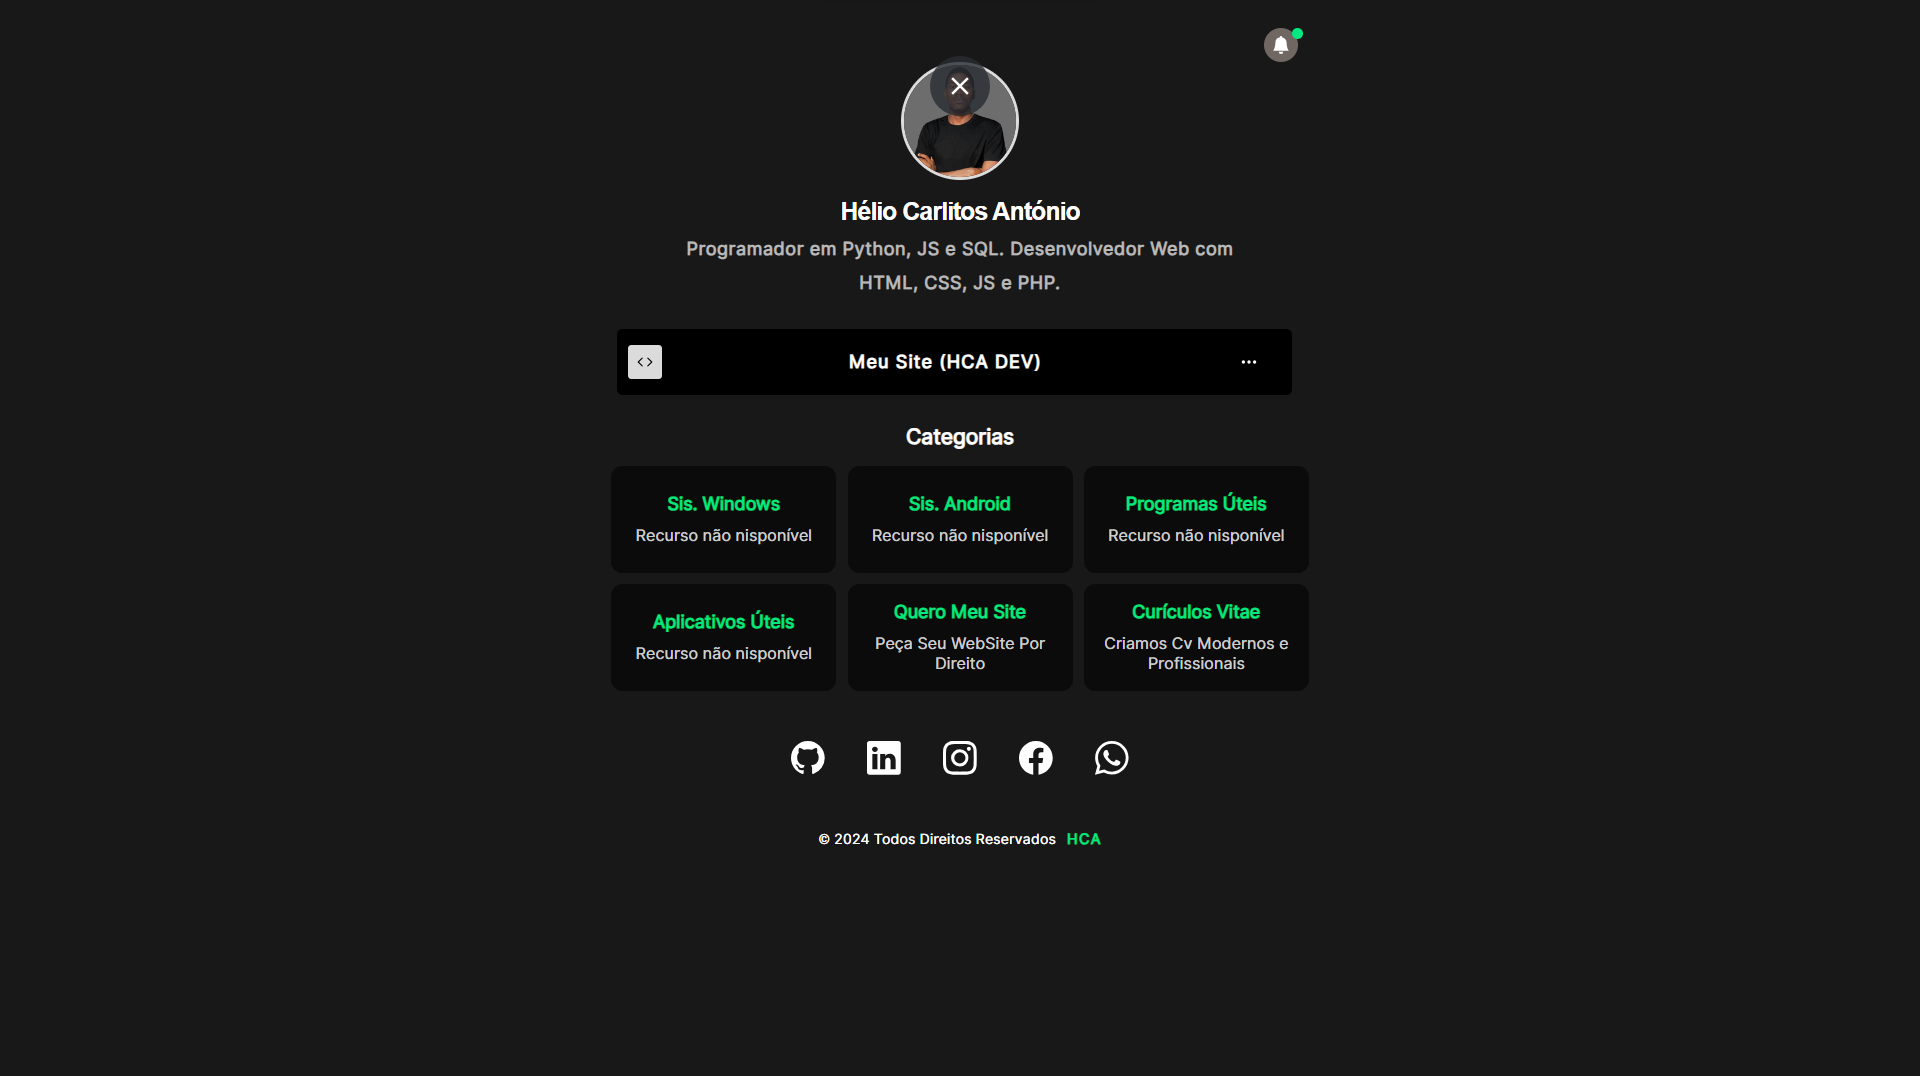 Hélio Carlitos António
Programador em Python, JS e SQL. Desenvolvedor Web com
HTML, CSS, JS e PHP.
Meu Site (HCA DEV)
Categorias
Sis. Windows
Recurso não nisponível
Sis. Android
Recurso não nisponível
Programas Úteis
Recurso não nisponível
Aplicativos Úteis
Recurso não nisponível
Quero Meu Site
Peça Seu WebSite Por
Direito
Curículos Vitae
Criamos Cv Modernos e
Profissionais
© 2024 Todos Direitos Reservados HCA